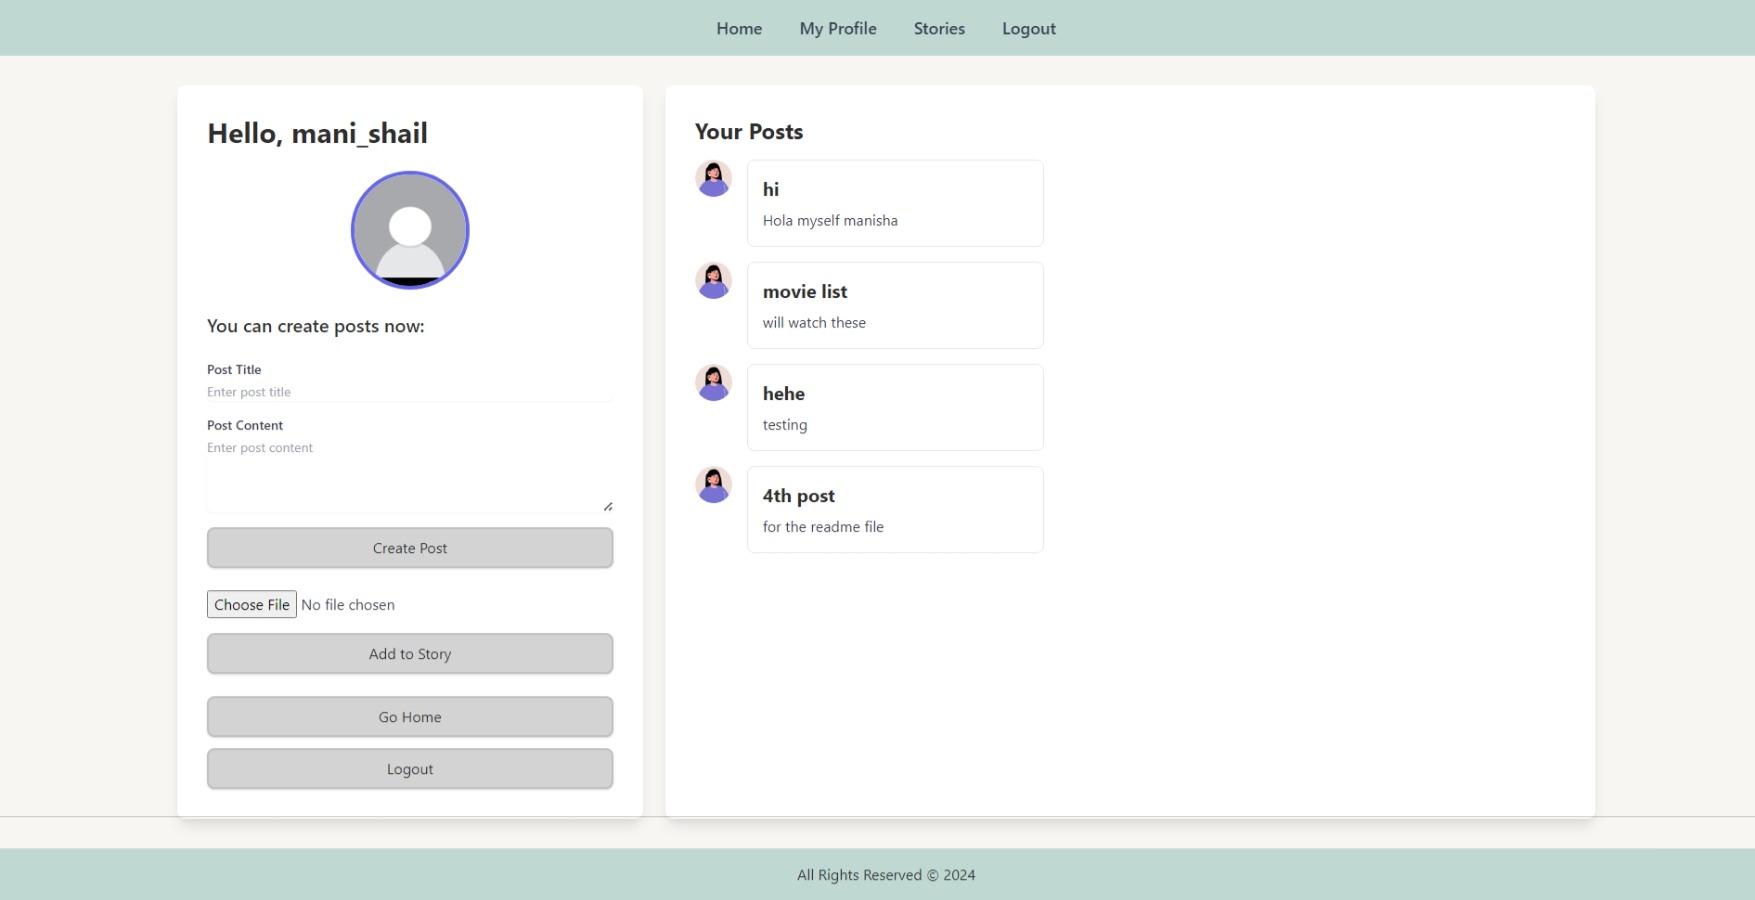 Home
My Profile
Stories
Logout
Hello, mani_shail
You can create posts now:
Post Title
Enter post title
Post Content
Enter post content
Create Post
Choose File No file chosen
Add to Story
Go Home
Logout
Your Posts
hi
Hola myself manisha
movie list
will watch these
hehe
testing
4th post
for the readme file
All Rights Reserved © 2024